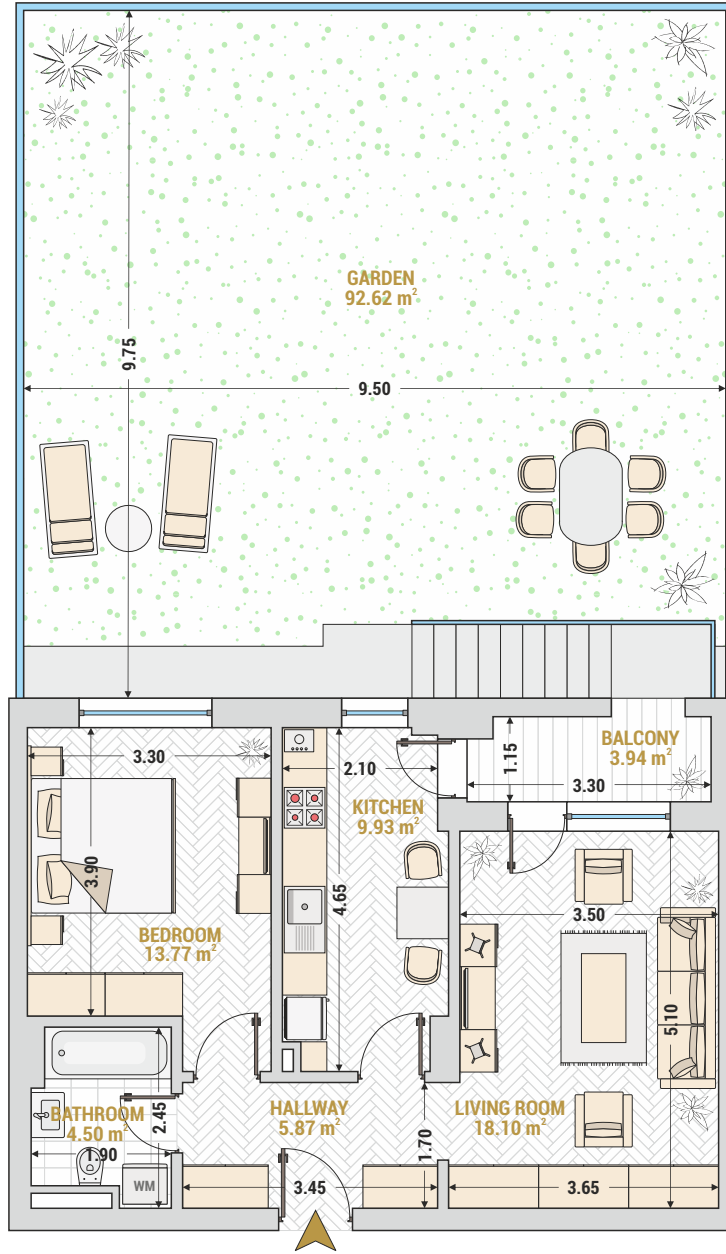 GARDEN
92.62 m²
9.75
9.50
3.30
2.10
1.15
BALCONY
3.94 m²
3.30
KITCHEN
9.93 m²
3.90
4.65
3.50
BEDROOM
13.77 m²
5.10
BATHROOM
4.50 m²
2.45
1.90
WM
HALLWAY
5.87 m²
1.70
LIVING ROOM
18.10 m²
3.45
3.65